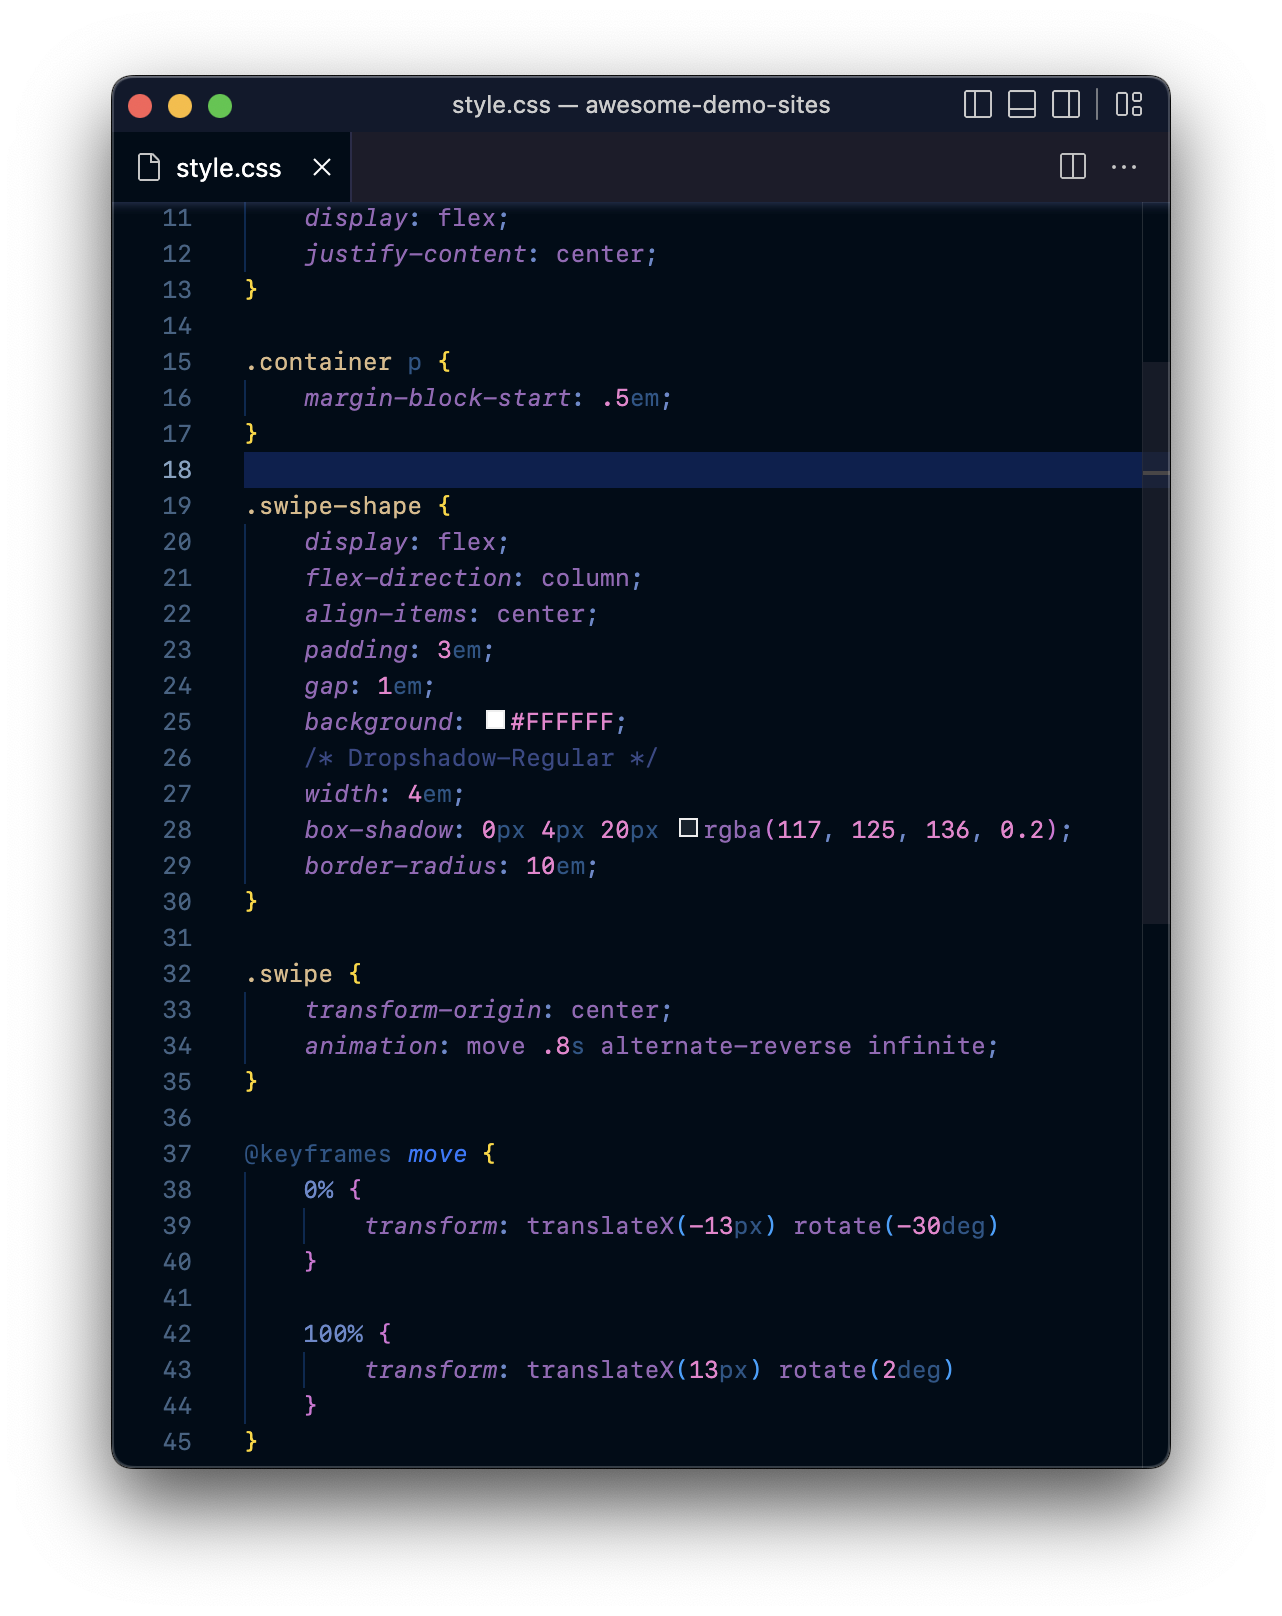 style.css — awesome-demo-sites
style.css
11 display: flex;
12 justify-content: center;
13 }
14
15 .container p {
16 margin-block-start: .5em;
17 }
18
19 .swipe-shape {
20 display: flex;
21 flex-direction: column;
22 align-items: center;
23 padding: 3em;
24 gap: 1em;
25 background: #FFFFFF;
26 /* Dropshadow-Regular */
27 width: 4em;
28 box-shadow: 0px 4px 20px rgba(117, 125, 136, 0.2);
29 border-radius: 10em;
30 }
31
32 .swipe {
33 transform-origin: center;
34 animation: move .8s alternate-reverse infinite;
35 }
36
37 @keyframes move {
38 0% {
39 transform: translateX(-13px) rotate(-30deg)
40 }
41
42 100% {
43 transform: translateX(13px) rotate(2deg)
44 }
45 }